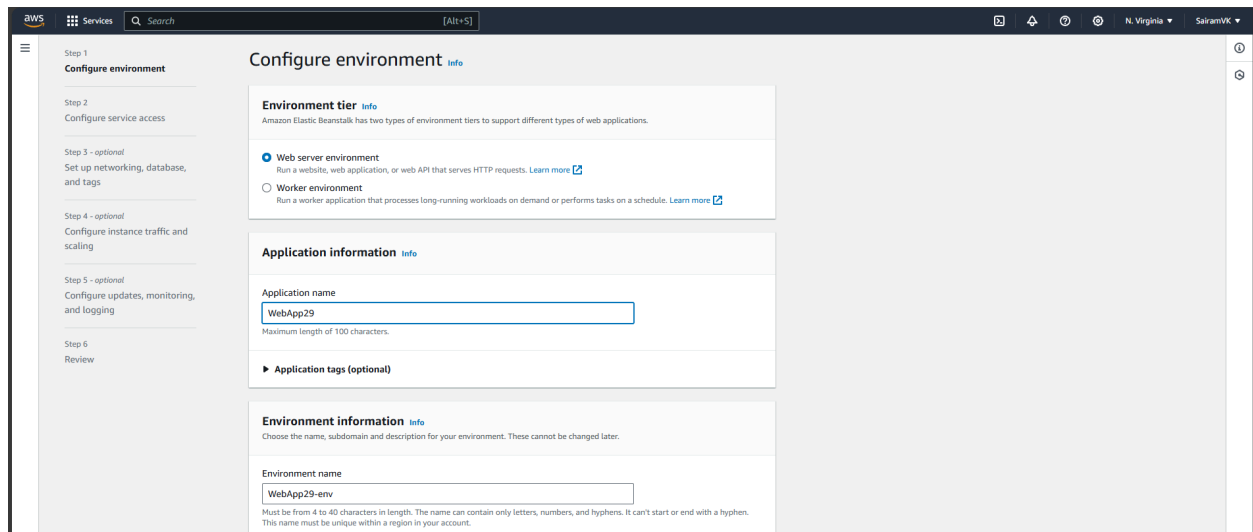 aws Services Search [Alt+S] N. Virginia SairamVK
Step 1
Configure environment
Step 2
Configure service access
Step 3 - optional
Set up networking, database,
and tags
Step 4 - optional
Configure instance traffic and
scaling
Step 5 - optional
Configure updates, monitoring,
and logging
Step 6
Review
Configure environment Info
Environment tier Info
Amazon Elastic Beanstalk has two types of environment tiers to support different types of web applications.
Web server environment
Run a website, web application, or web API that serves HTTP requests. Learn more
Worker environment
Run a worker application that processes long-running workloads on demand or performs tasks on a schedule. Learn more
Application information Info
Application name
WebApp29
Maximum length of 100 characters.
Application tags (optional)
Environment information Info
Choose the name, subdomain and description for your environment. These cannot be changed later.
Environment name
WebApp29-env
Must be from 4 to 40 characters in length. The name can contain only letters, numbers, and hyphens. It can't start or end with a hyphen.
This name must be unique within a region in your account.